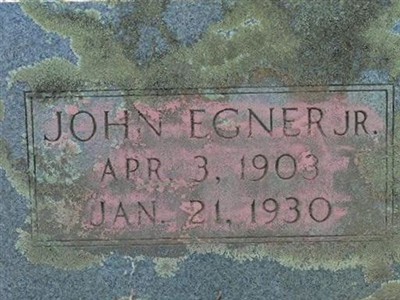 JOHN EGNER JR.
APR. 3, 1903
JAN. 21, 1930